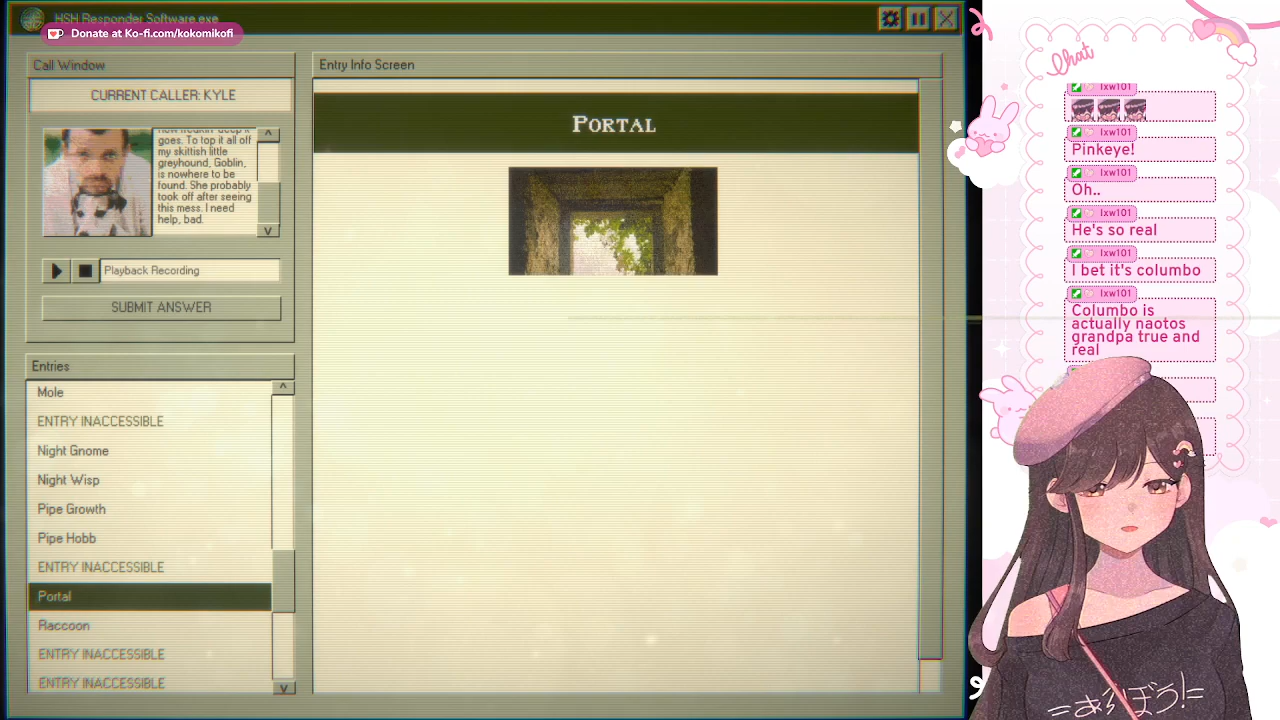 HSH Responder Software.exe
Donate at Ko-fi.com/kokomikofi
Call Window
CURRENT CALLER: KYLE
goes. To top it all off
my skittish little
greyhound, Goblin,
is nowhere to be
found. She probably
took off after seeing
this mess. I need
help, bad.
Playback Recording
SUBMIT ANSWER
Entries
Mole
ENTRY INACCESSIBLE
Night Gnome
Night Wisp
Pipe Growth
Pipe Hobb
ENTRY INACCESSIBLE
Portal
Raccoon
ENTRY INACCESSIBLE
ENTRY INACCESSIBLE
Entry Info Screen
PORTAL
Chat
lxw101
lxw101
Pinkeye!
lxw101
Oh..
lxw101
He's so real
lxw101
I bet it's columbo
lxw101
Columbo is
actually naotos
grandpa true and
real